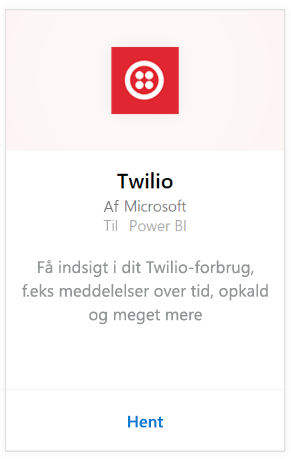 Twilio
Af Microsoft
Til Power BI
Få indsigt i dit Twilio-forbrug,
f.eks meddelelser over tid, opkald
og meget mere
Hent